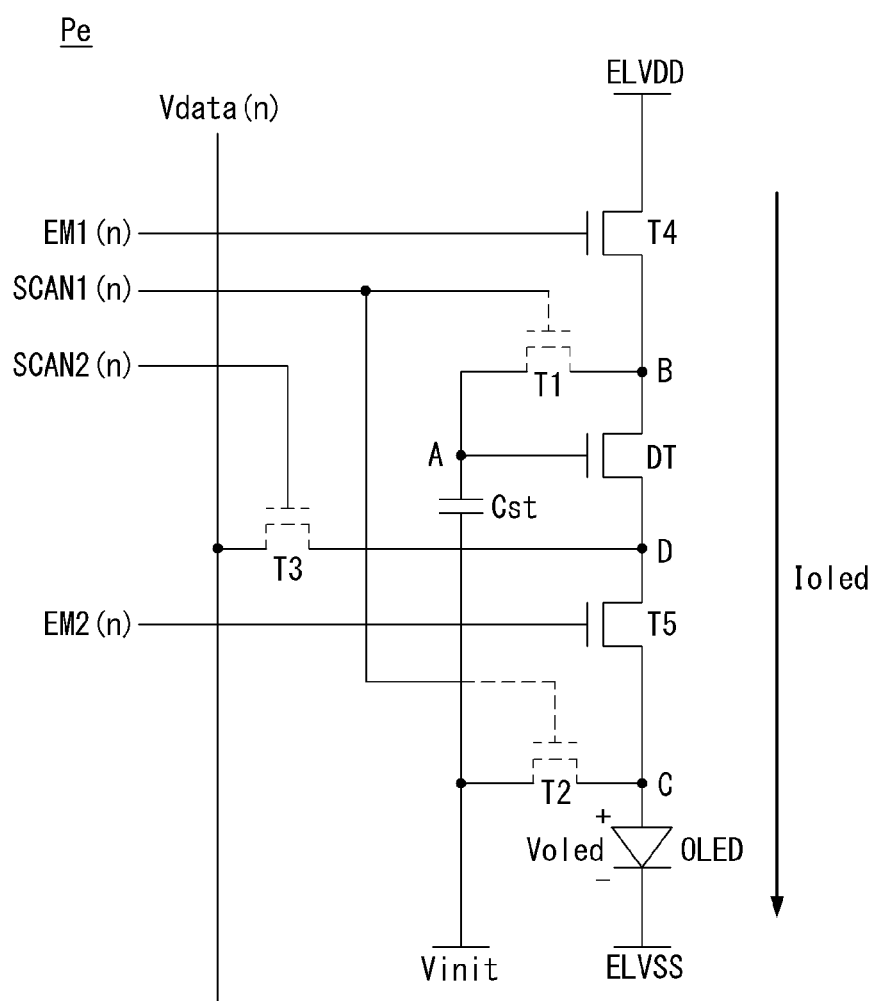 Pe
ELVDD
Vdata(n)
EM1(n)
T4
SCAN1(n)
SCAN2(n)
T1
B
A
DT
Cst
D
T3
Ioled
EM2(n)
T5
T2
C
+
Voled
OLED
−
Vinit
ELVSS